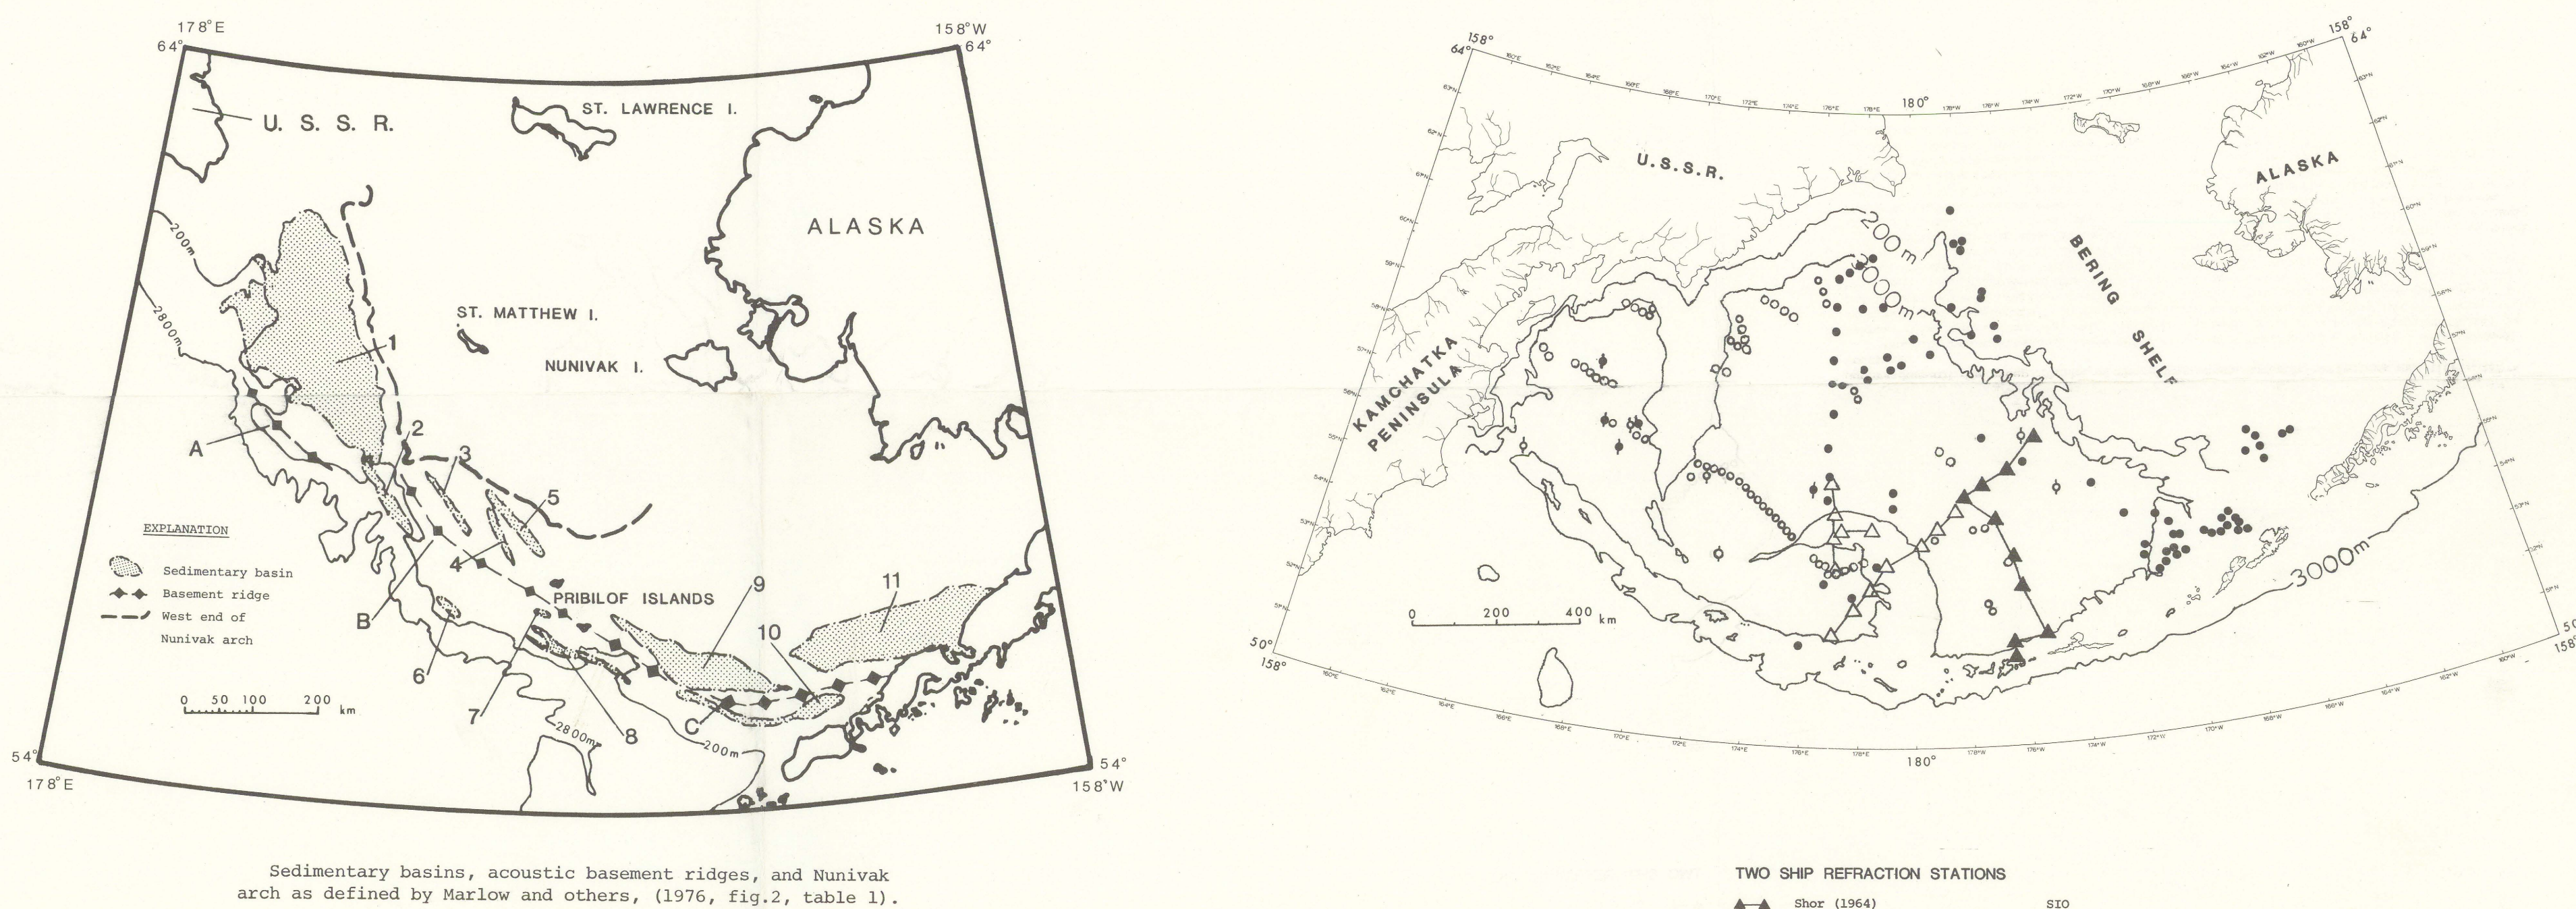 178°E
158°W
64°
64°
U. S. S. R.
ST. LAWRENCE I.
ALASKA
200m
2800m
ST. MATTHEW I.
NUNIVAK I.
1
2
3
A
5
4
B
EXPLANATION
Sedimentary basin
Basement ridge
West end of
Nunivak arch
PRIBILOF ISLANDS
9
11
10
6
7
8
C
0 50 100 200 km
2800m
200m
54°
178°E
54°
158°W
Sedimentary basins, acoustic basement ridges, and Nunivak
arch as defined by Marlow and others, (1976, fig.2, table 1).
158°
64°
180°
158°
64°
U.S.S.R.
ALASKA
200m
BERING SHELF
KAMCHATKA
PENINSULA
0 200 400 km
3000m
50°
158°
180°
TWO SHIP REFRACTION STATIONS
Shor (1964) SIO